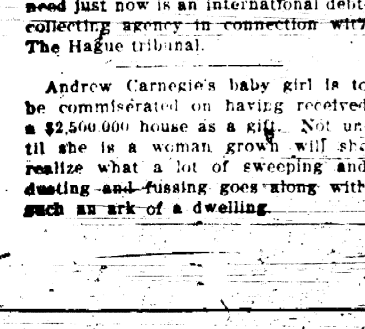 need just now is an international debt
collecting agency in connection with
The Hague tribunal.
Andrew Carnegie's baby girl is to
be commiserated on having received
a $2,500.000 house as a gift. Not un
til she is a woman grown will she
realize what a lot of sweeping and
dusting and fussing goes along with
such an ark of a dwelling.